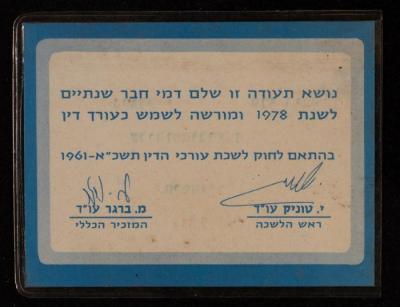 נושא תעודה זו שלם דמי חבר שנתיים
לשנת 1978 ומורשה לשמש כעורך דין
בהתאם לחוק לשכת עורכי הדין תשכ"א-1961
מ. ברגר עו"ד
המזכיר הכללי
י. טוניק עו"ד
ראש הלשכה